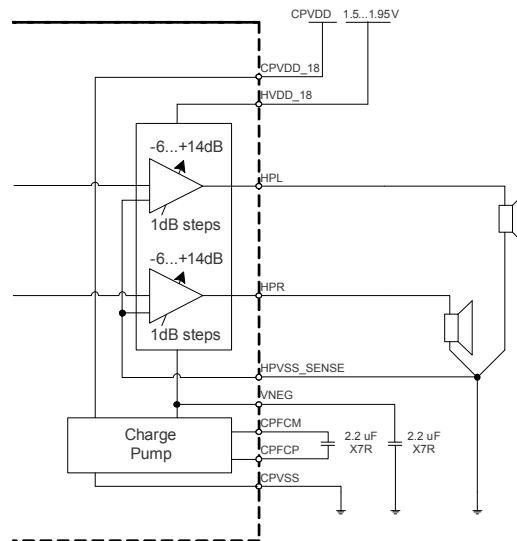 CPVDD 1.5...1.95V
CPVDD_18
HVDD_18
-6...+14dB
HPL
1dB steps
-6...+14dB
HPR
1dB steps
HPVSS_SENSE
VNEG
CPFCM
Charge
Pump
2.2 uF
X7R
2.2 uF
X7R
CPFCP
CPVSS